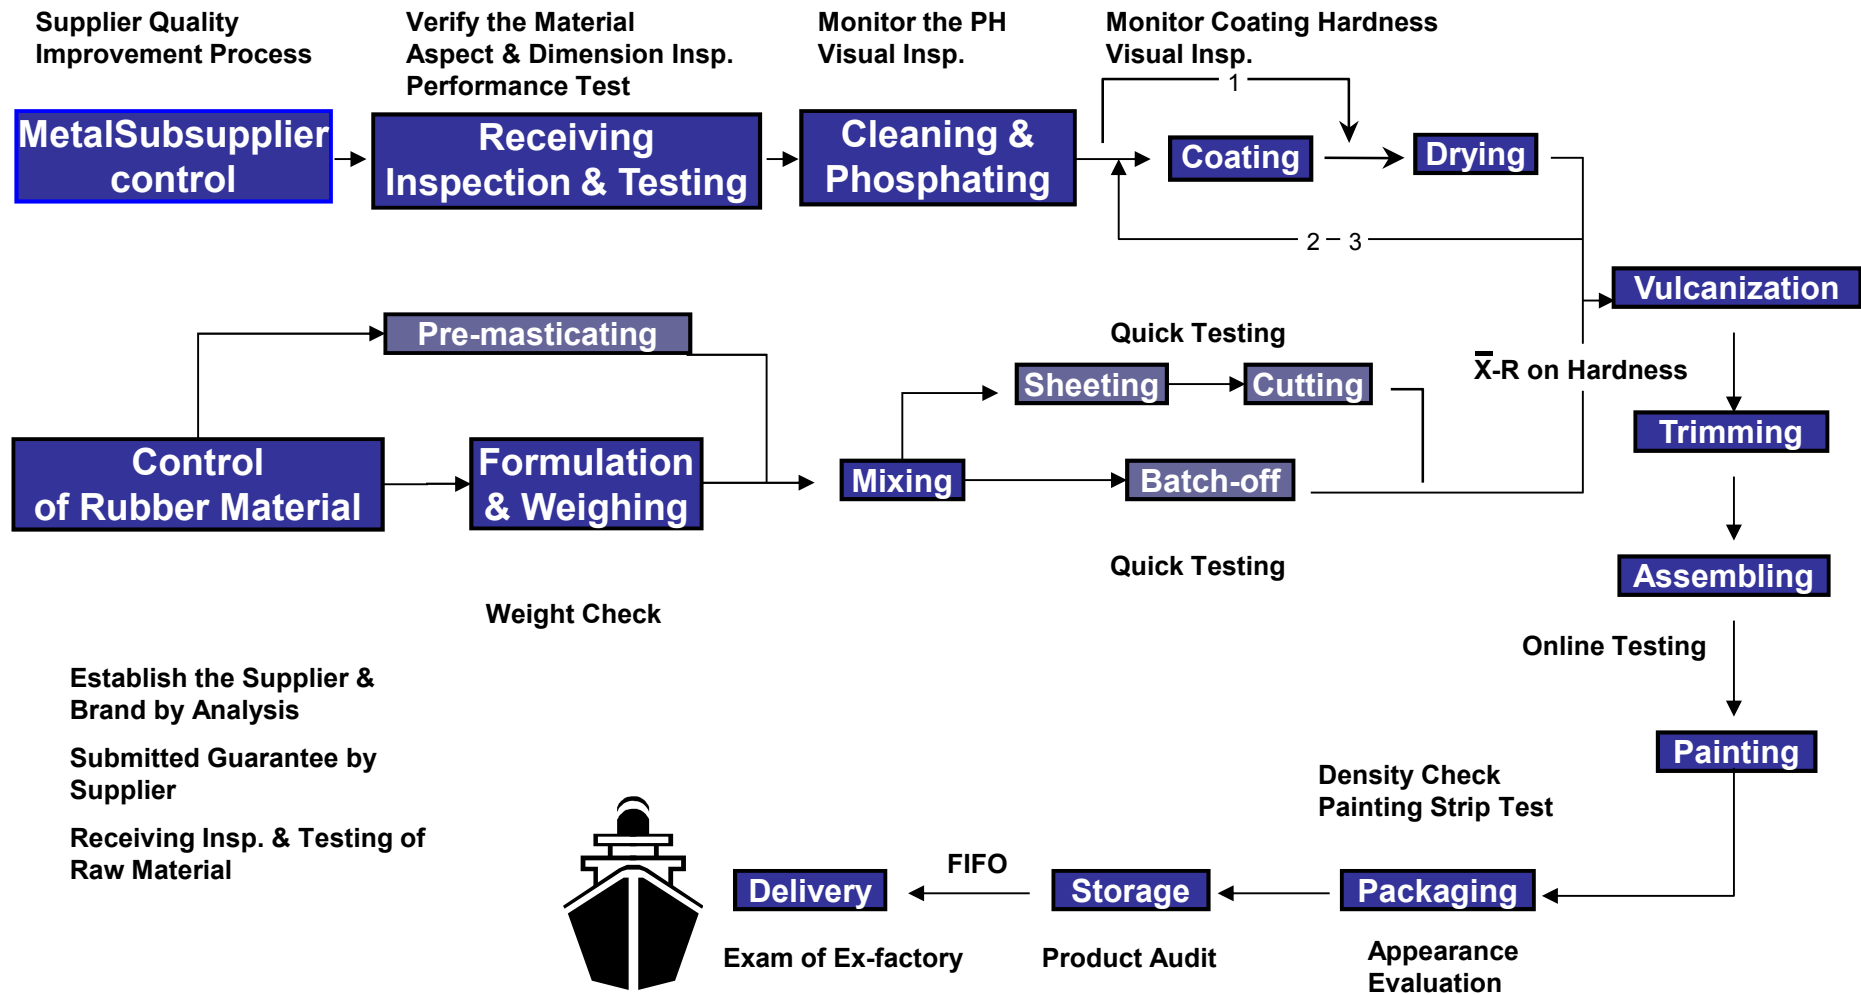 Supplier Quality
Improvement Process
Verify the Material
Aspect & Dimension Insp.
Performance Test
Monitor the PH
Visual Insp.
Monitor Coating Hardness
Visual Insp.
1
MetalSubsupplier
control
Receiving
Inspection & Testing
Cleaning &
Phosphating
Coating
Drying
2 – 3
Vulcanization
Pre-masticating
Quick Testing
Sheeting
Cutting
X̄-R on Hardness
Trimming
Control
of Rubber Material
Formulation
& Weighing
Mixing
Batch-off
Quick Testing
Assembling
Weight Check
Online Testing
Establish the Supplier &
Brand by Analysis
Submitted Guarantee by
Supplier
Receiving Insp. & Testing of
Raw Material
Painting
Density Check
Painting Strip Test
FIFO
Delivery
Storage
Packaging
Exam of Ex-factory
Product Audit
Appearance
Evaluation